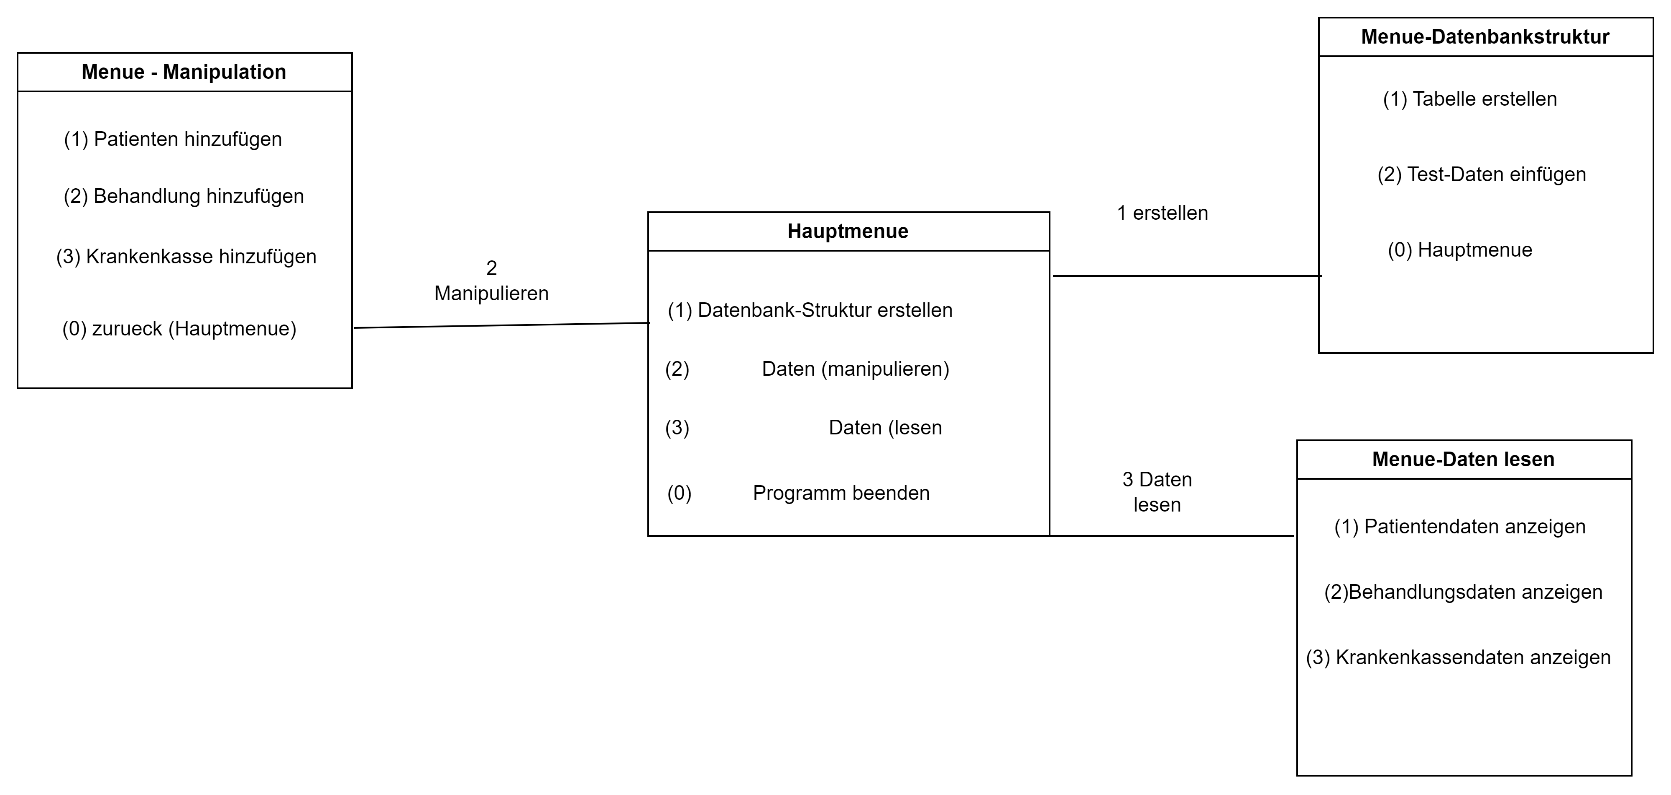 Menue - Manipulation
(1) Patienten hinzufügen
(2) Behandlung hinzufügen
(3) Krankenkasse hinzufügen
(0) zurueck (Hauptmenue)
2
Manipulieren
Hauptmenue
(1) Datenbank-Struktur erstellen
(2) Daten (manipulieren)
(3) Daten (lesen
(0) Programm beenden
1 erstellen
Menue-Datenbankstruktur
(1) Tabelle erstellen
(2) Test-Daten einfügen
(0) Hauptmenue
3 Daten
lesen
Menue-Daten lesen
(1) Patientendaten anzeigen
(2)Behandlungsdaten anzeigen
(3) Krankenkassendaten anzeigen